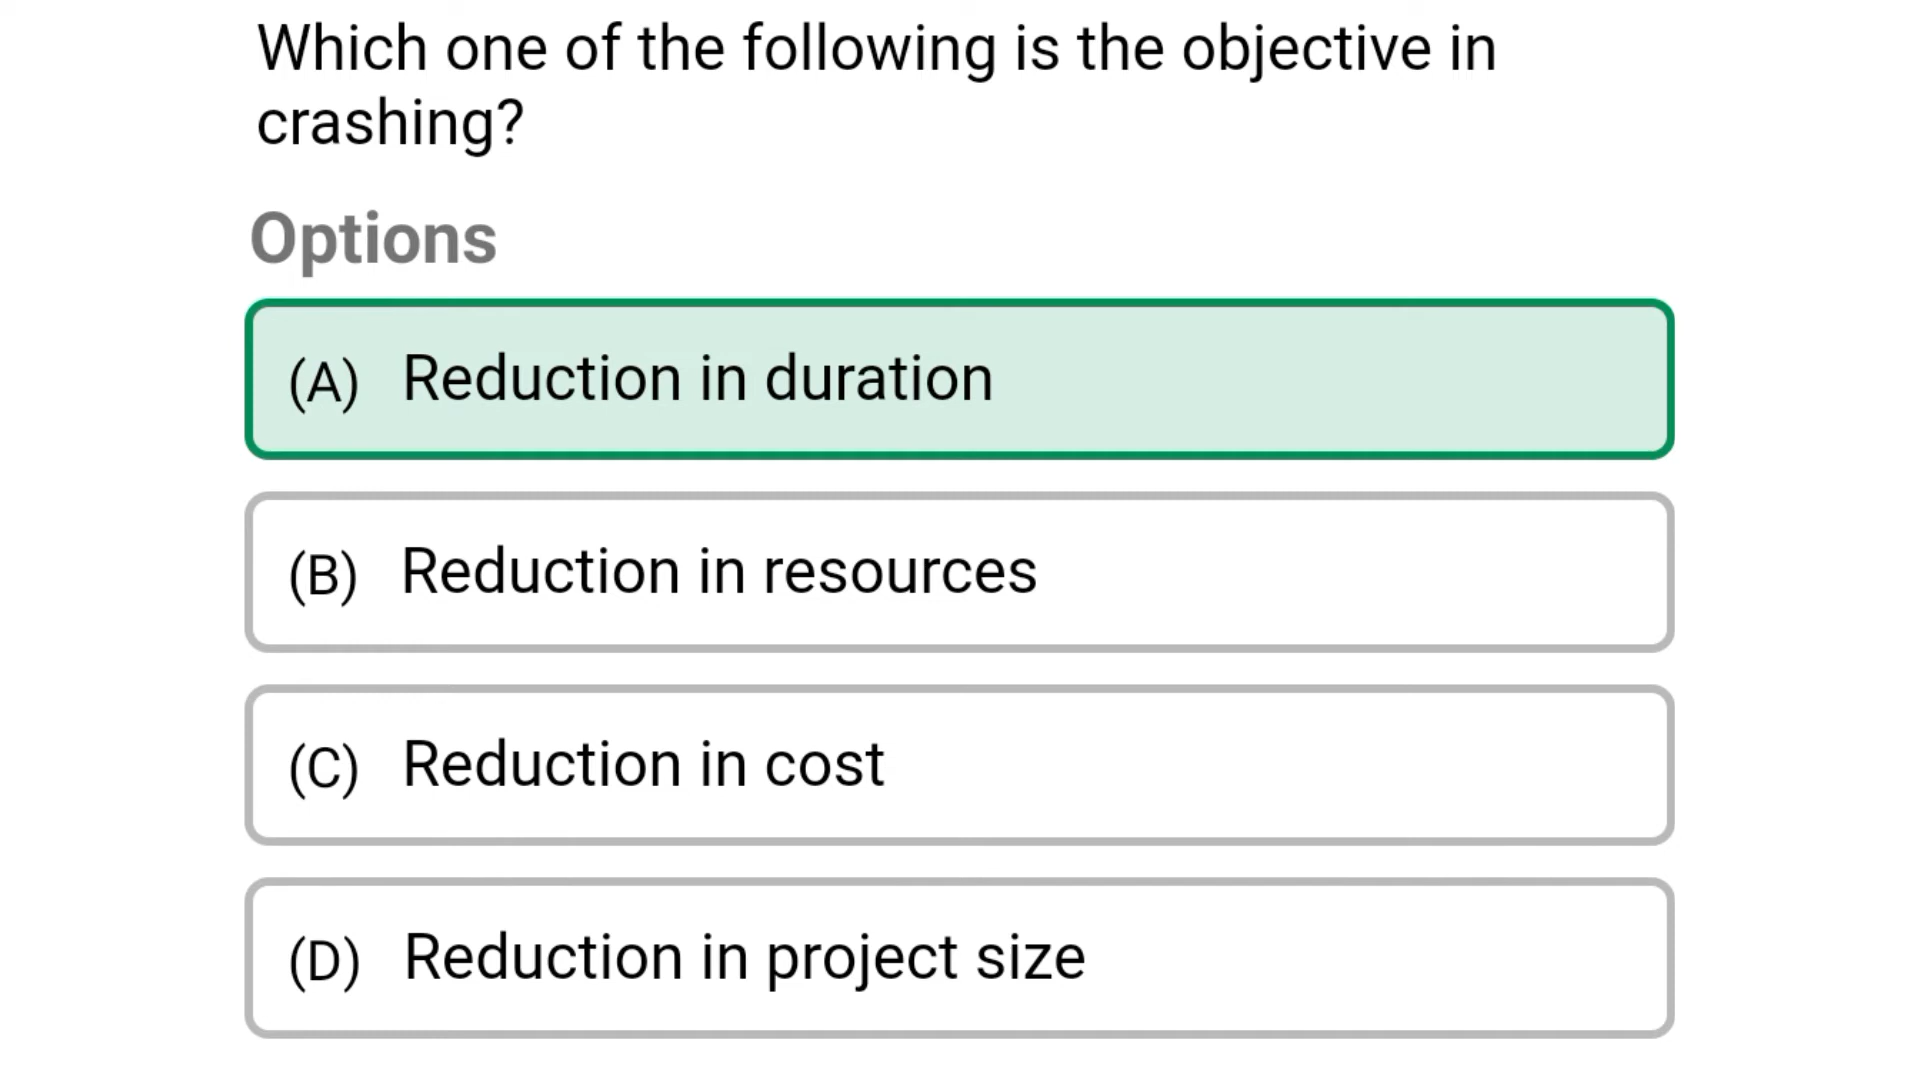 Which one of the following is the objective in
crashing?
Options
(A) Reduction in duration
(B) Reduction in resources
(C) Reduction in cost
(D) Reduction in project size